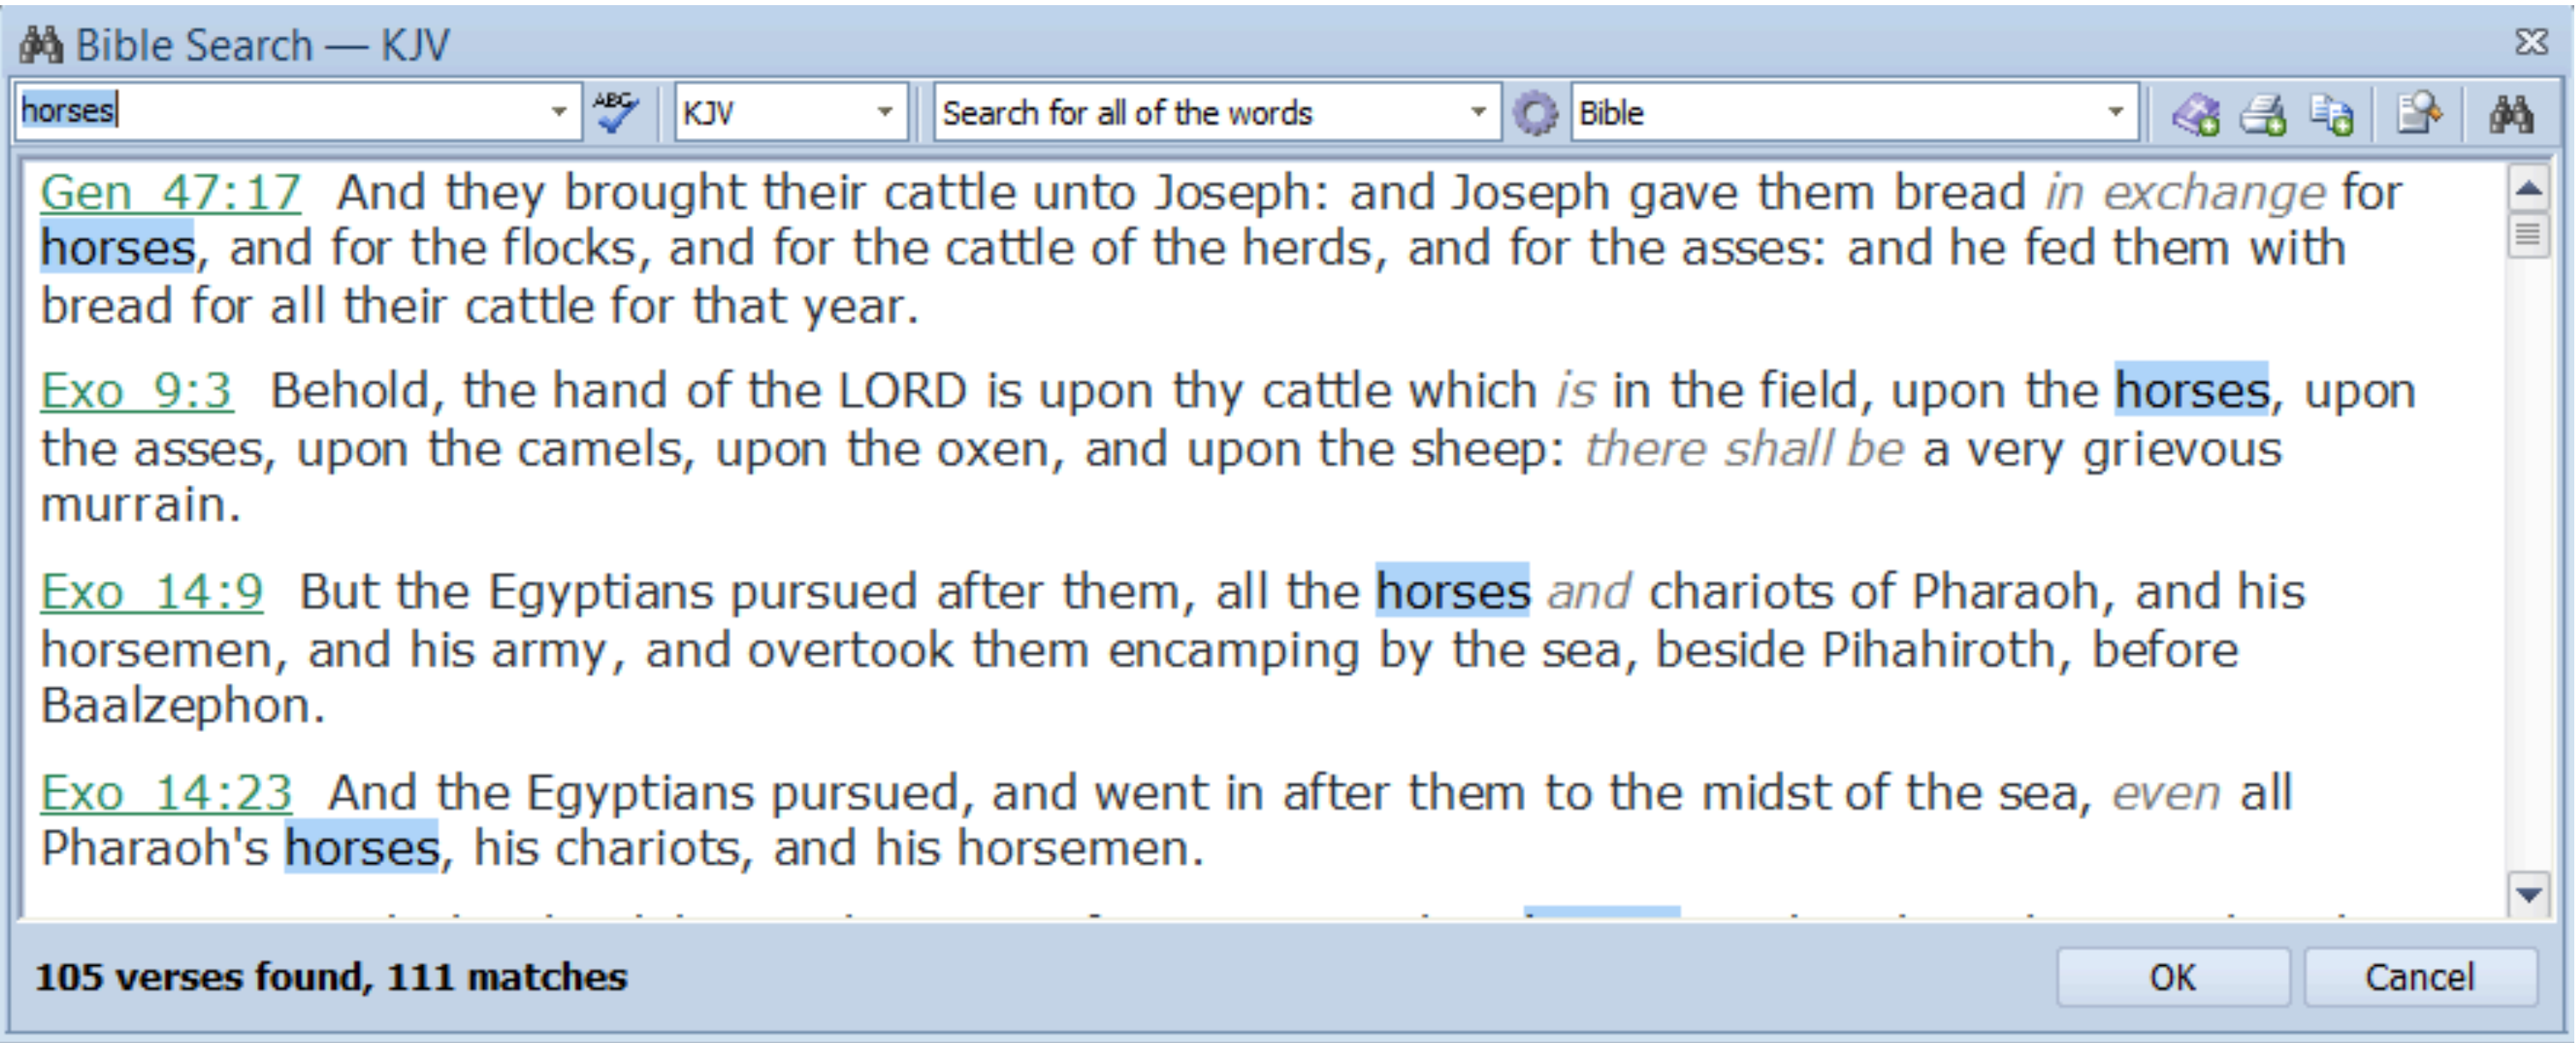 Bible Search — KJV
horses
ABC
KJV
Search for all of the words
Bible
Gen 47:17 And they brought their cattle unto Joseph: and Joseph gave them bread in exchange for
horses, and for the flocks, and for the cattle of the herds, and for the asses: and he fed them with
bread for all their cattle for that year.
Exo 9:3 Behold, the hand of the LORD is upon thy cattle which is in the field, upon the horses, upon
the asses, upon the camels, upon the oxen, and upon the sheep: there shall be a very grievous
murrain.
Exo 14:9 But the Egyptians pursued after them, all the horses and chariots of Pharaoh, and his
horsemen, and his army, and overtook them encamping by the sea, beside Pihahiroth, before
Baalzephon.
Exo 14:23 And the Egyptians pursued, and went in after them to the midst of the sea, even all
Pharaoh's horses, his chariots, and his horsemen.
105 verses found, 111 matches
OK
Cancel